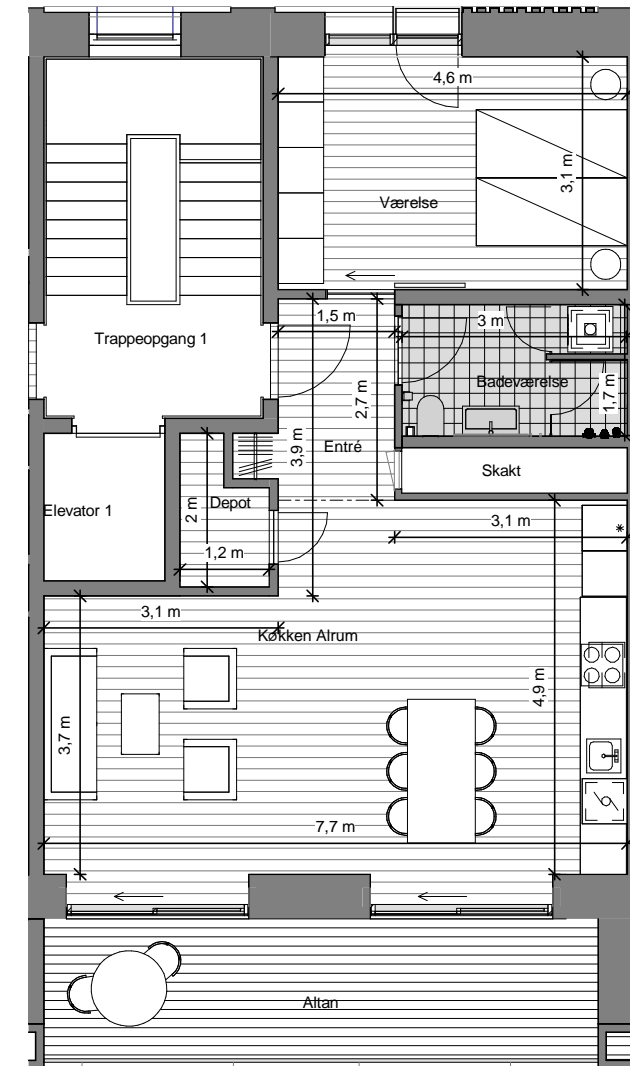 4,6 m
3,1 m
Værelse
1,5 m
3 m
Trappeopgang 1
Badeværelse
1,7 m
2,7 m
3,9 m
Entré
Skakt
Elevator 1
2 m
Depot
3,1 m
*
1,2 m
3,1 m
Køkken Alrum
4,9 m
3,7 m
7,7 m
Altan